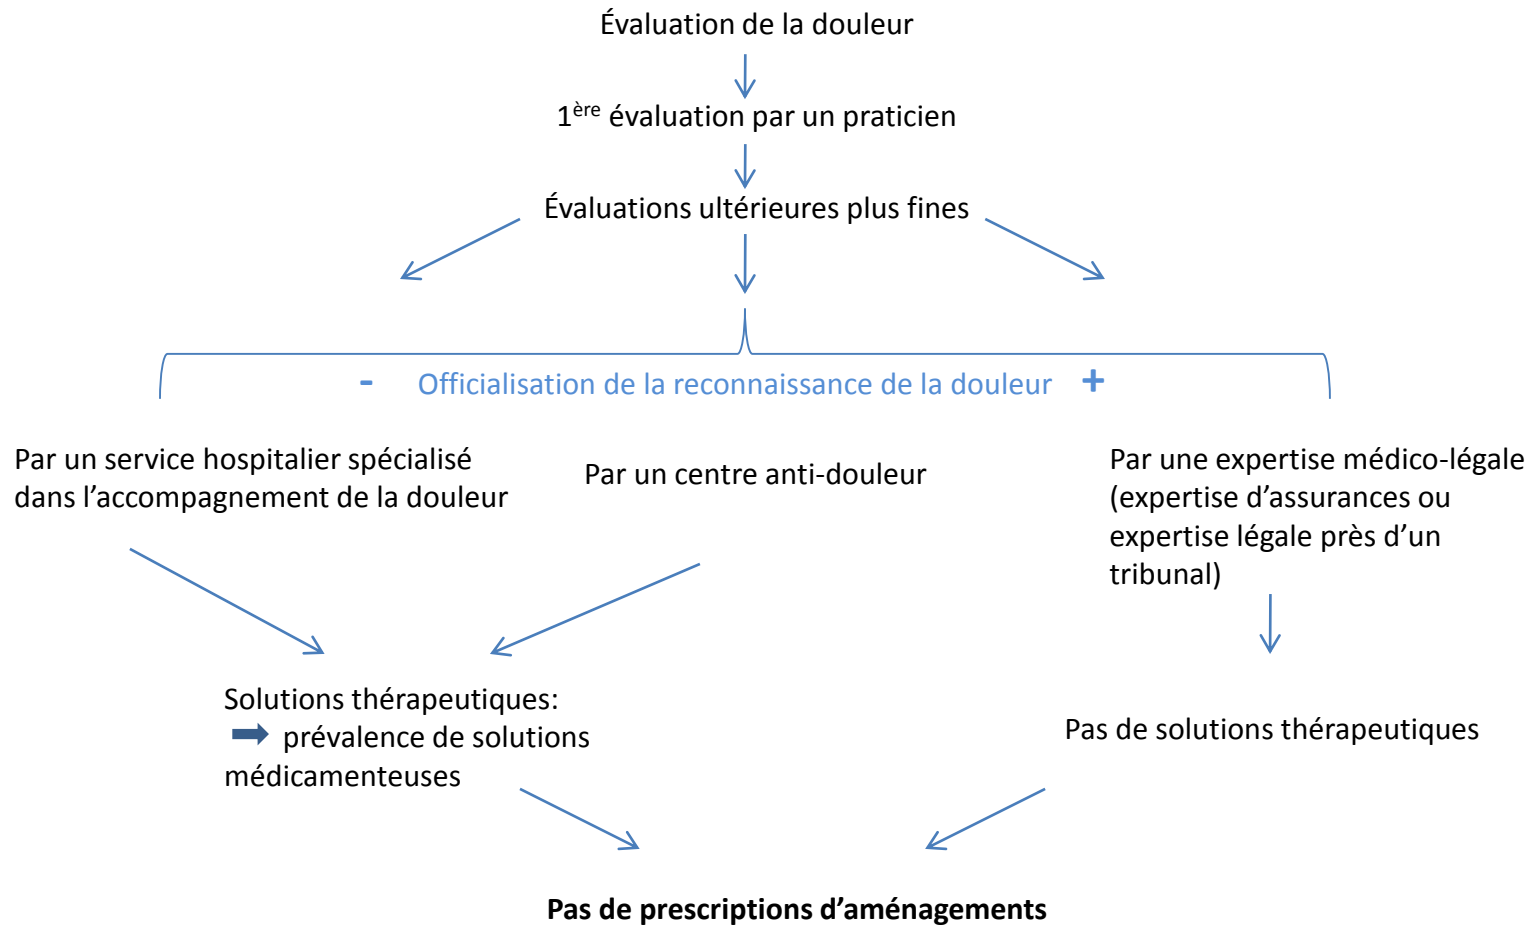 Évaluation de la douleur
1ère évaluation par un praticien
Évaluations ultérieures plus fines
- Officialisation de la reconnaissance de la douleur +
Par un service hospitalier spécialisé
dans l’accompagnement de la douleur
Par un centre anti-douleur
Par une expertise médico-légale
(expertise d’assurances ou
expertise légale près d’un
tribunal)
Solutions thérapeutiques:
prévalence de solutions
médicamenteuses
Pas de solutions thérapeutiques
Pas de prescriptions d’aménagements